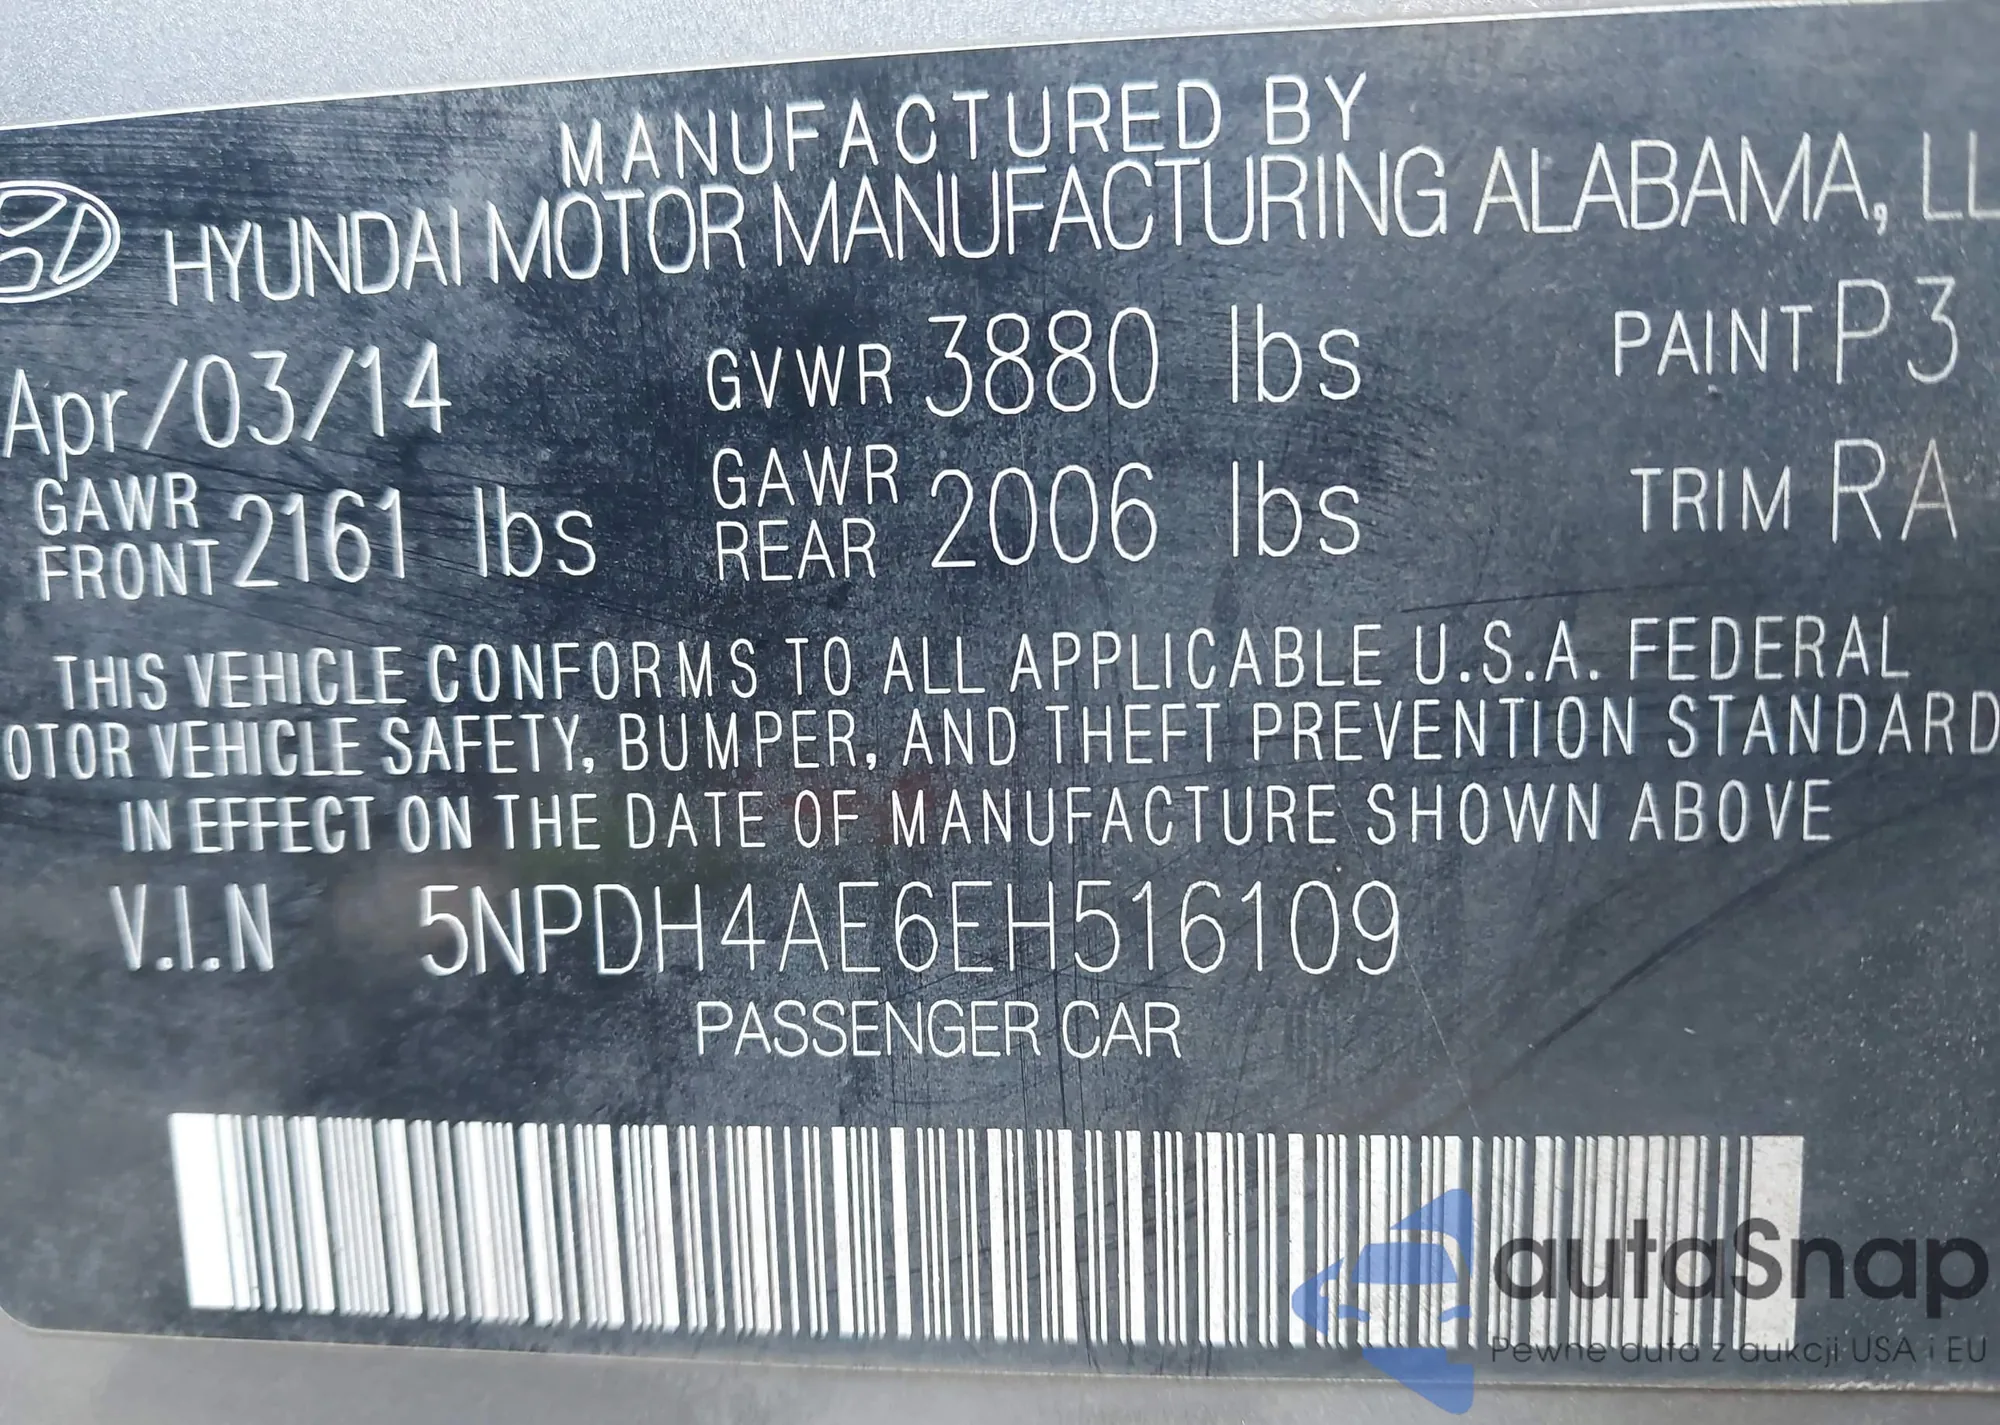 MANUFACTURED BY
HYUNDAI MOTOR MANUFACTURING ALABAMA, LL
Apr/03/14 GVWR 3880 lbs PAINT P3
GAWR FRONT 2161 lbs GAWR REAR 2006 lbs TRIM RA
THIS VEHICLE CONFORMS TO ALL APPLICABLE U.S.A. FEDERAL
OTOR VEHICLE SAFETY, BUMPER, AND THEFT PREVENTION STANDARD
IN EFFECT ON THE DATE OF MANUFACTURE SHOWN ABOVE
V.I.N 5NPDH4AE6EH516109
PASSENGER CAR
autaSnap
Pewne auta z aukcji USA i EU